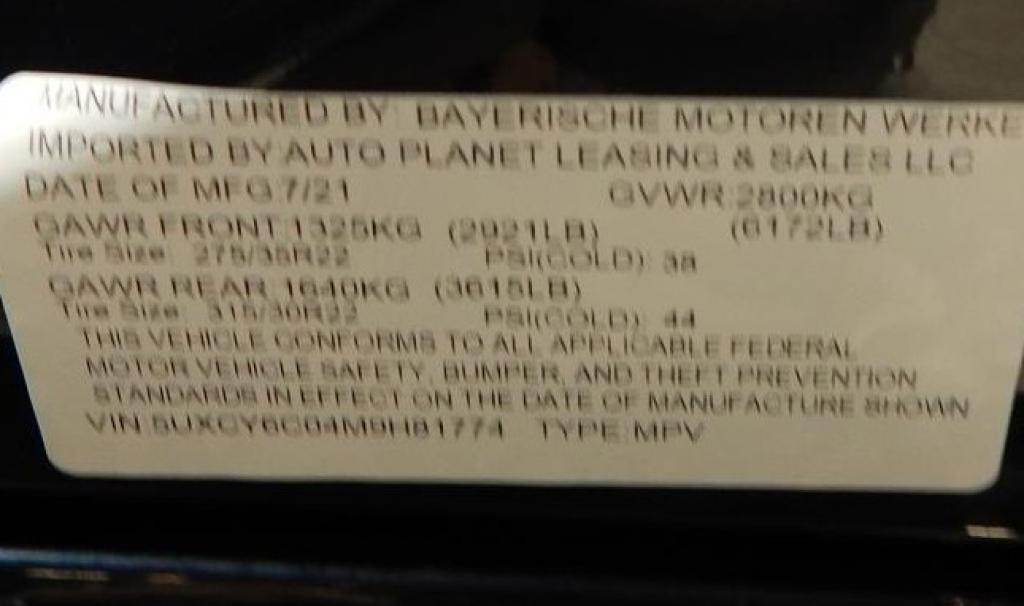 MANUFACTURED BY: BAYERISCHE MOTOREN WERKE
IMPORTED BY AUTO PLANET LEASING & SALES LLC
DATE OF MFG:7/21 GVWR:2800KG
GAWR FRONT:1325KG (2921LB) (6172LB)
Tire Size: 275/35R22 PSI(COLD): 38
GAWR REAR:1640KG (3615LB)
Tire Size: 315/30R22 PSI(COLD): 44
THIS VEHICLE CONFORMS TO ALL APPLICABLE FEDERAL
MOTOR VEHICLE SAFETY, BUMPER, AND THEFT PREVENTION
STANDARDS IN EFFECT ON THE DATE OF MANUFACTURE SHOWN
VIN:5UXCY6C04M9H81774 TYPE:MPV